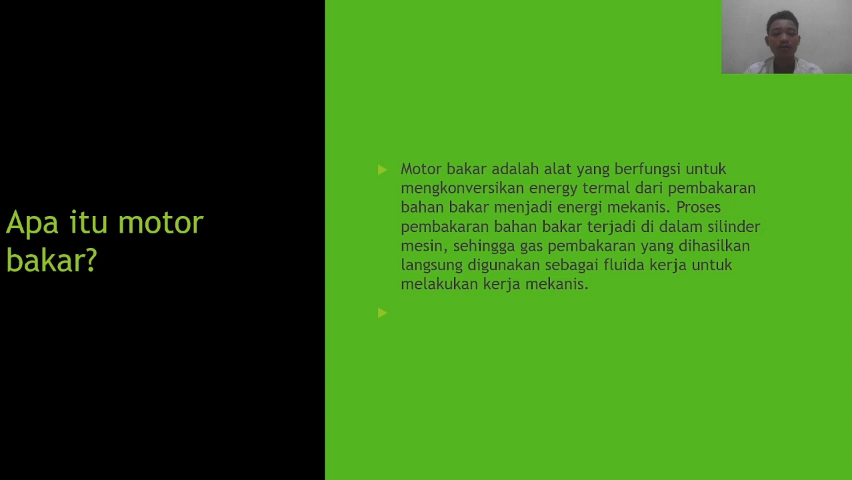 Apa itu motor
bakar?
Motor bakar adalah alat yang berfungsi untuk
mengkonversikan energy termal dari pembakaran
bahan bakar menjadi energi mekanis. Proses
pembakaran bahan bakar terjadi di dalam silinder
mesin, sehingga gas pembakaran yang dihasilkan
langsung digunakan sebagai fluida kerja untuk
melakukan kerja mekanis.